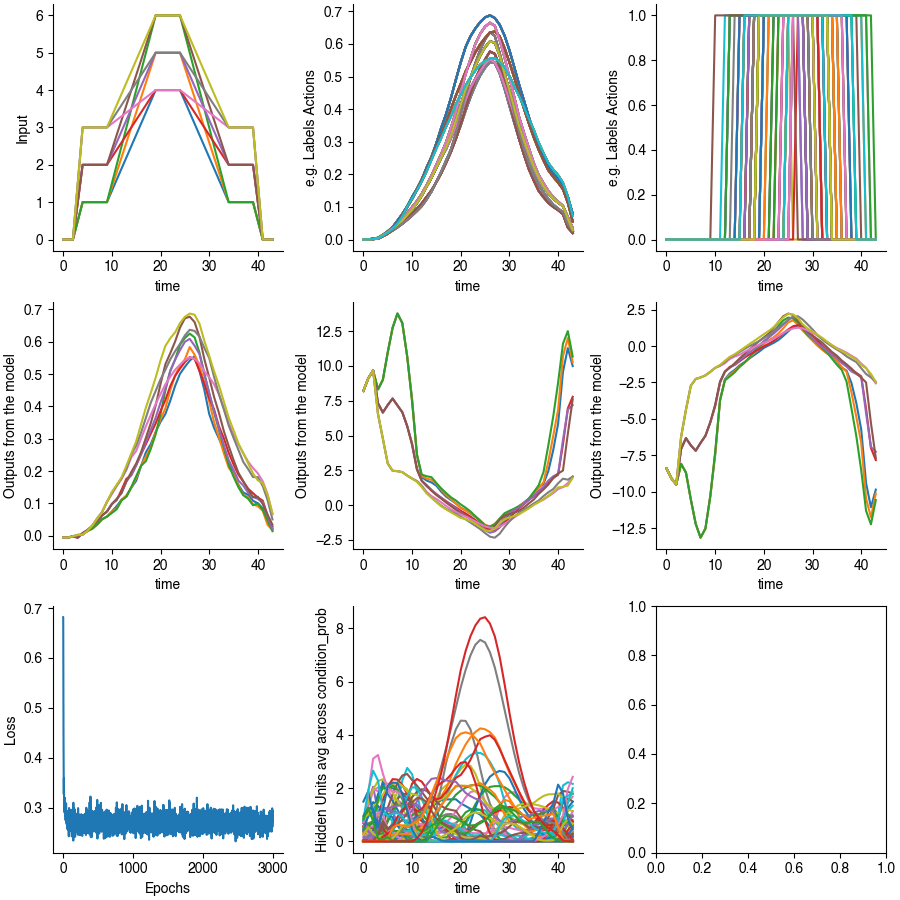 Input
6
5
4
3
2
1
0
0 10 20 30 40
time
e.g. Labels Actions
0.7
0.6
0.5
0.4
0.3
0.2
0.1
0.0
0 10 20 30 40
time
e.g. Labels Actions
1.0
0.8
0.6
0.4
0.2
0.0
0 10 20 30 40
time
Outputs from the model
0.7
0.6
0.5
0.4
0.3
0.2
0.1
0.0
0 10 20 30 40
time
Outputs from the model
12.5
10.0
7.5
5.0
2.5
0.0
−2.5
0 10 20 30 40
time
Outputs from the model
2.5
0.0
−2.5
−5.0
−7.5
−10.0
−12.5
0 10 20 30 40
time
Loss
0.7
0.6
0.5
0.4
0.3
0 1000 2000 3000
Epochs
Hidden Units avg across condition_prob
8
6
4
2
0
0 10 20 30 40
time
1.0
0.8
0.6
0.4
0.2
0.0
0.0 0.2 0.4 0.6 0.8 1.0